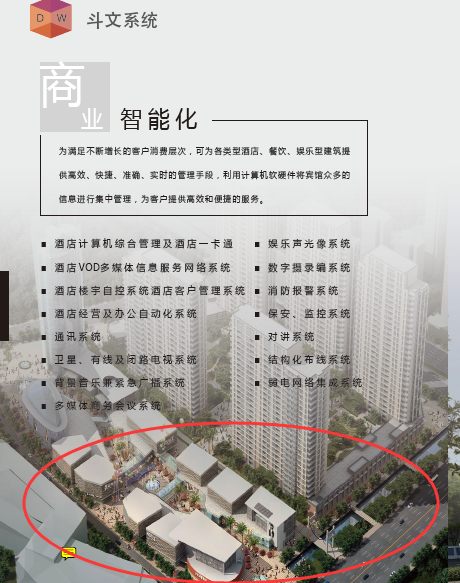 D W 斗文系统
商
业 智能化
为满足不断增长的客户消费层次，可为各类型酒店、餐饮、娱乐型建筑提
供高效、快捷、准确、实时的管理手段，利用计算机软硬件将宾馆众多的
信息进行集中管理，为客户提供高效和便捷的服务。
■ 酒店计算机综合管理及酒店一卡通 ■ 娱乐声光像系统
■ 酒店VOD多媒体信息服务网络系统 ■ 数字摄录编系统
■ 酒店楼宇自控系统酒店客户管理系统 ■ 消防报警系统
■ 酒店经营及办公自动化系统 ■ 保安、监控系统
■ 通讯系统 ■ 对讲系统
■ 卫星、有线及闭路电视系统 ■ 结构化布线系统
■ 背景音乐兼紧急广播系统 ■ 弱电网络集成系统
■ 多媒体商务会议系统